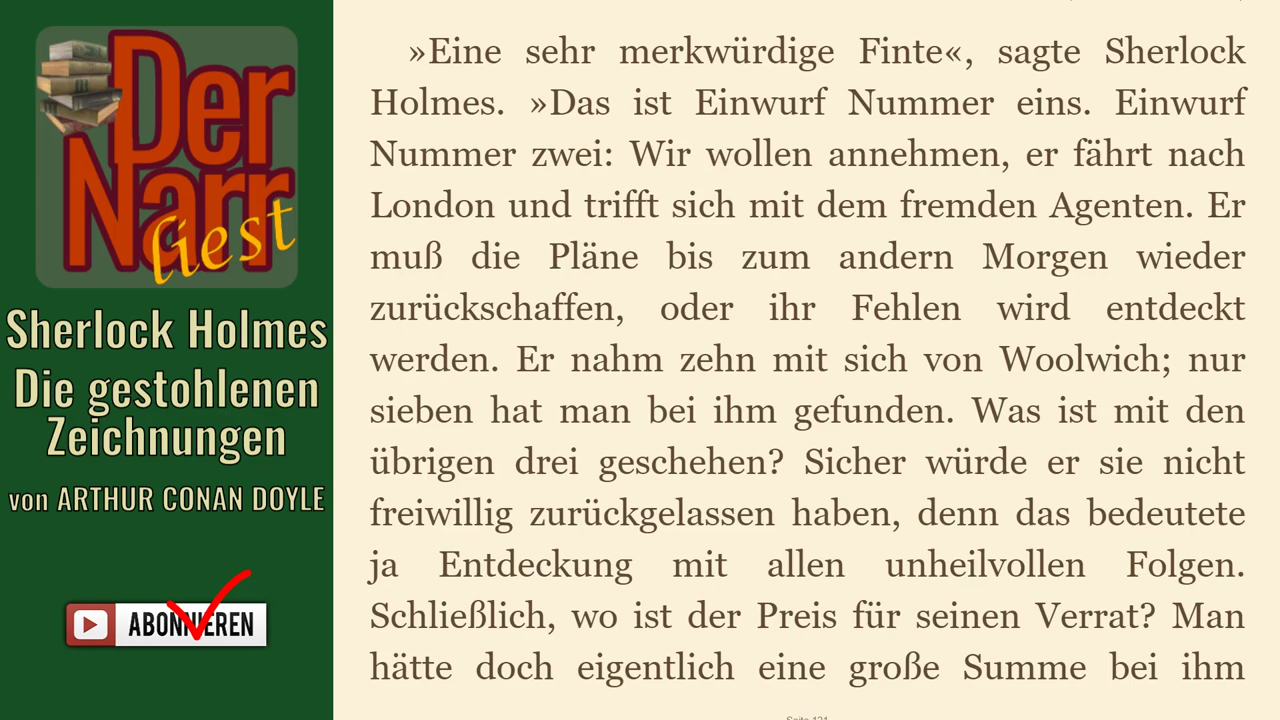 Der
Narr
liest
Sherlock Holmes
Die gestohlenen
Zeichnungen
von ARTHUR CONAN DOYLE
ABONNIEREN
»Eine sehr merkwürdige Finte«, sagte Sherlock
Holmes. »Das ist Einwurf Nummer eins. Einwurf
Nummer zwei: Wir wollen annehmen, er fährt nach
London und trifft sich mit dem fremden Agenten. Er
muß die Pläne bis zum andern Morgen wieder
zurückschaffen, oder ihr Fehlen wird entdeckt
werden. Er nahm zehn mit sich von Woolwich; nur
sieben hat man bei ihm gefunden. Was ist mit den
übrigen drei geschehen? Sicher würde er sie nicht
freiwillig zurückgelassen haben, denn das bedeutete
ja Entdeckung mit allen unheilvollen Folgen.
Schließlich, wo ist der Preis für seinen Verrat? Man
hätte doch eigentlich eine große Summe bei ihm